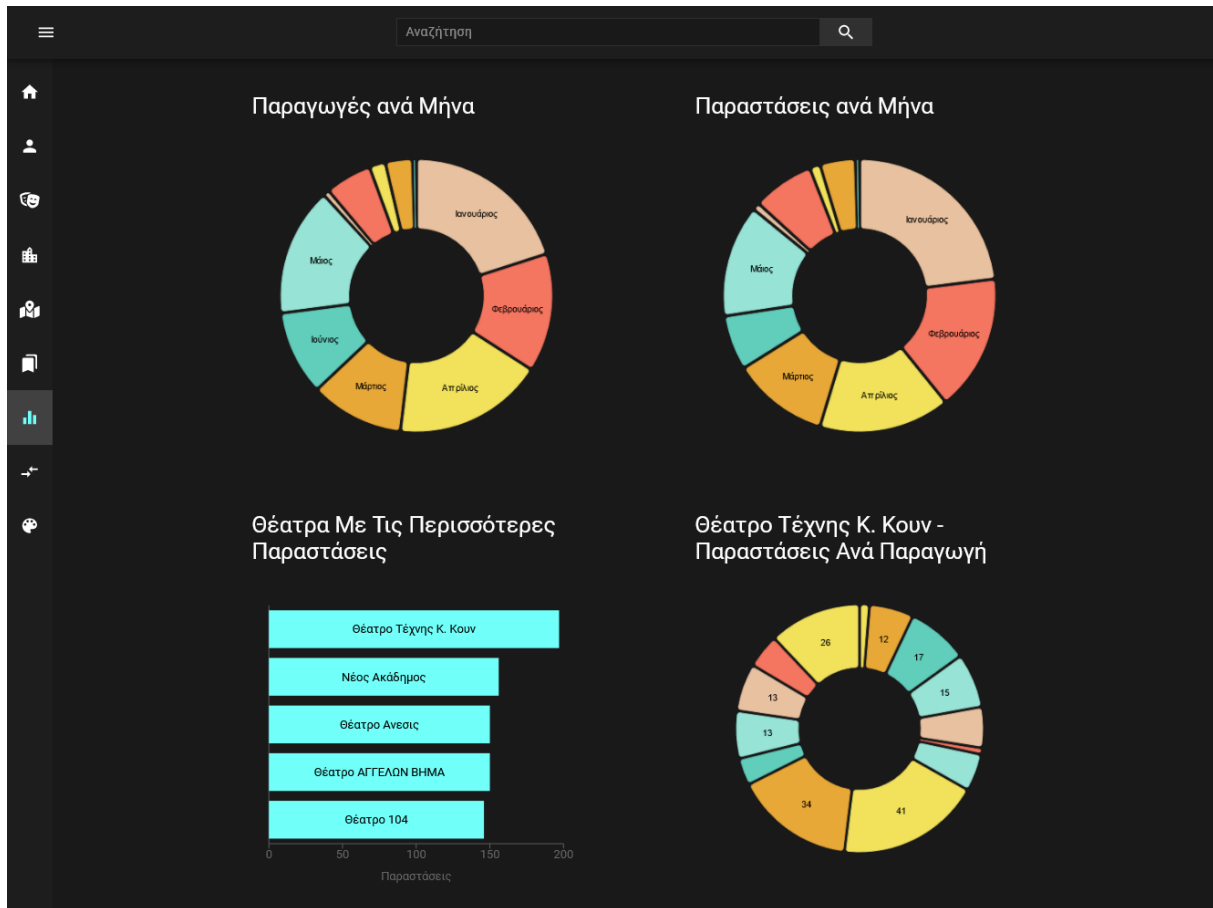 Αναζήτηση
Παραγωγές ανά Μήνα
Ιανουάριος
Φεβρουάριος
Απρίλιος
Μάρτιος
Ιούνιος
Μάιος
Παραστάσεις ανά Μήνα
Ιανουάριος
Φεβρουάριος
Απρίλιος
Μάρτιος
Μάιος
Θέατρα Με Τις Περισσότερες
Παραστάσεις
Θέατρο Τέχνης Κ. Κουν
Νέος Ακάδημος
Θέατρο Ανεσις
Θέατρο ΑΓΓΕΛΩΝ ΒΗΜΑ
Θέατρο 104
0 50 100 150 200
Παραστάσεις
Θέατρο Τέχνης Κ. Κουν -
Παραστάσεις Ανά Παραγωγή
12
17
15
41
34
13
13
26